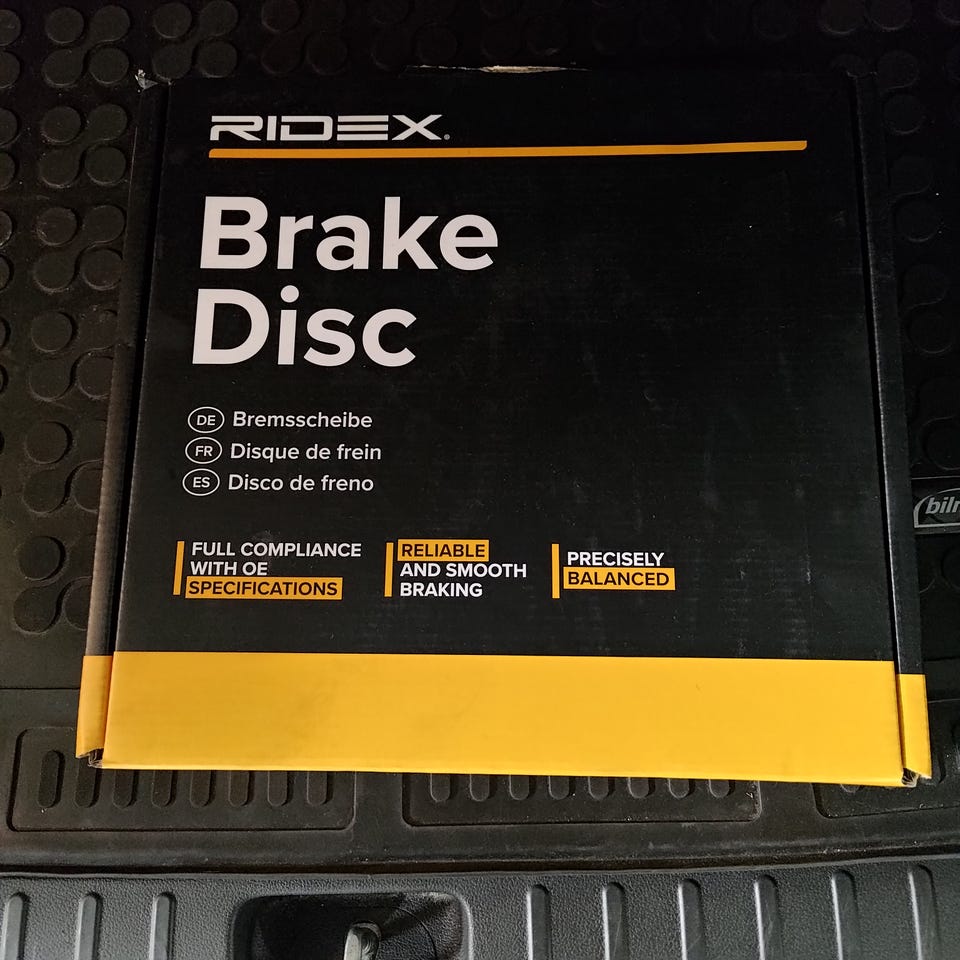 RIDEX®
Brake
Disc
DE Bremsscheibe
FR Disque de frein
ES Disco de freno
FULL COMPLIANCE
WITH OE
SPECIFICATIONS
RELIABLE
AND SMOOTH
BRAKING
PRECISELY
BALANCED